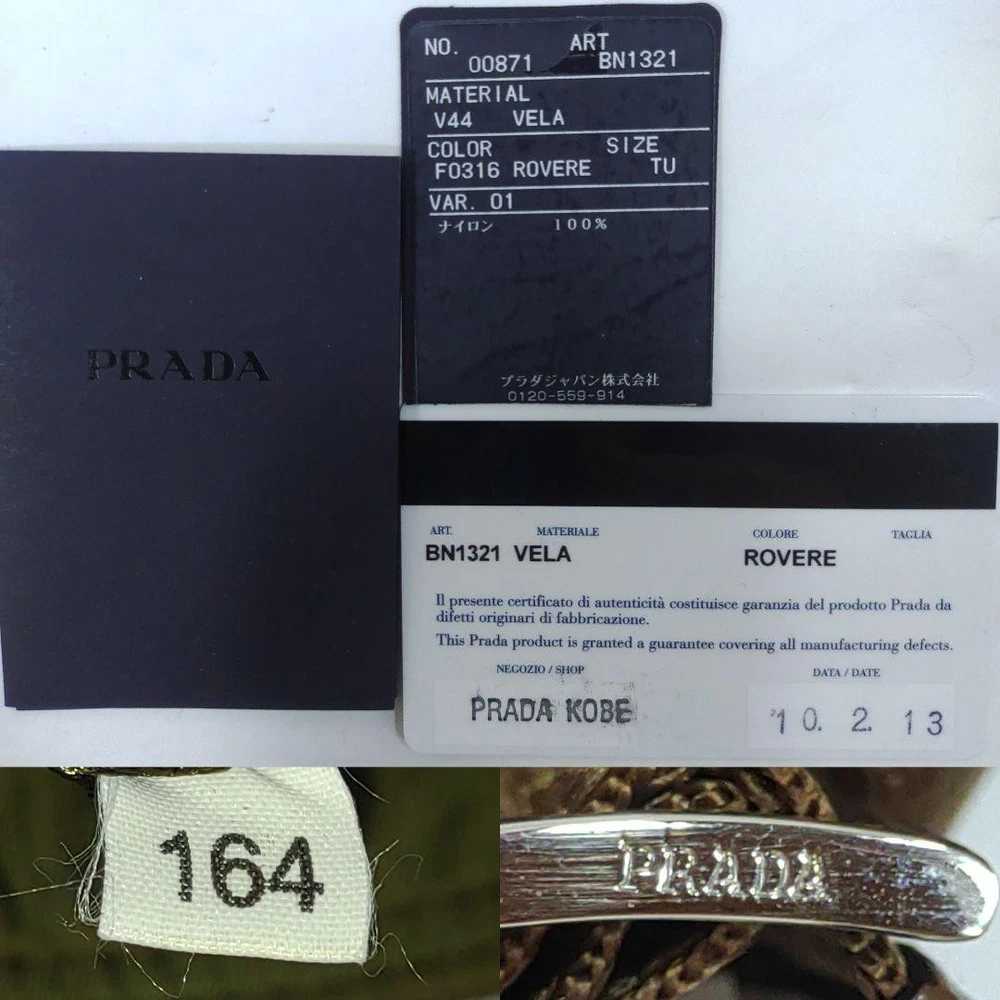 PRADA
NO. 00871 ART BN1321
MATERIAL
V44 VELA
COLOR SIZE
F0316 ROVERE TU
VAR. 01
ナイロン 100%
プラダジャパン株式会社
0120-559-914
ART. MATERIALE COLORE TAGLIA
BN1321 VELA ROVERE
Il presente certificato di autenticità costituisce garanzia del prodotto Prada da
difetti originari di fabbricazione.
This Prada product is granted a guarantee covering all manufacturing defects.
NEGOZIO / SHOP DATA / DATE
PRADA KOBE '10. 2. 13
164
PRADA